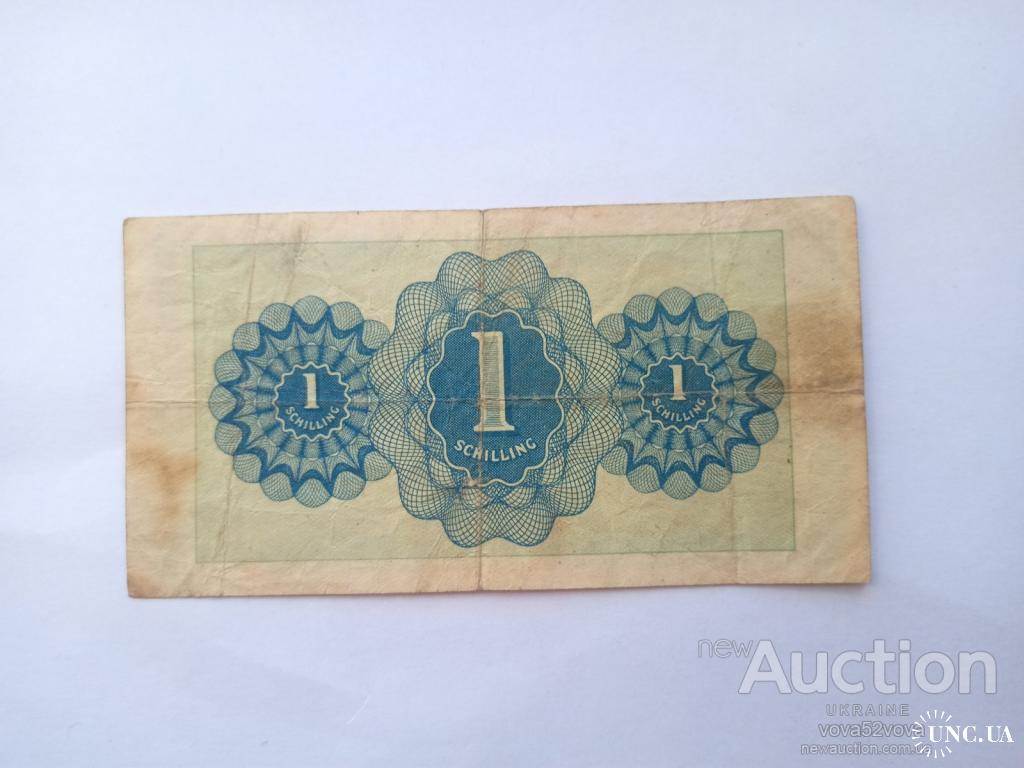 1
SCHILLING
1
SCHILLING
1
SCHILLING
newAuction
UKRAINE
vova52vova
newauction.com.ua
UNC.UA